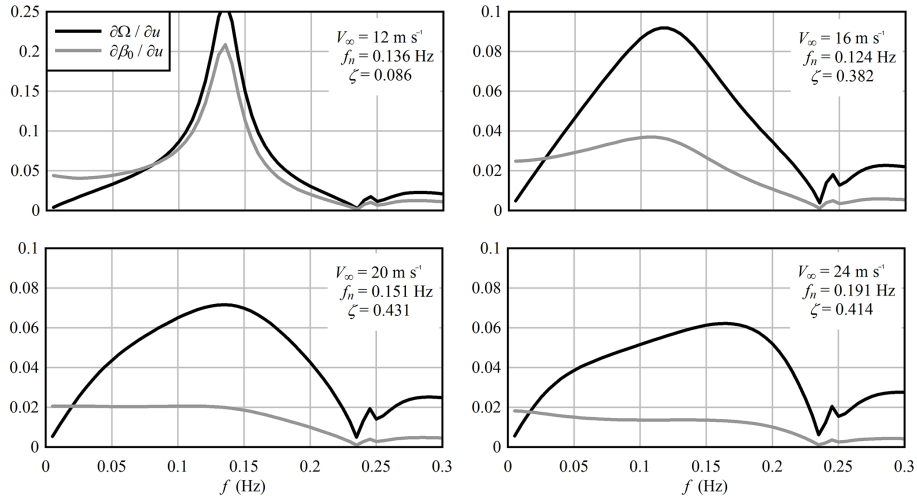 0.25
0.2
0.15
0.1
0.05
0
∂Ω / ∂u
∂β₀ / ∂u
V∞ = 12 m s⁻¹
fₙ = 0.136 Hz
ζ = 0.086
0.1
0.08
0.06
0.04
0.02
0
V∞ = 16 m s⁻¹
fₙ = 0.124 Hz
ζ = 0.382
0.1
0.08
0.06
0.04
0.02
0
V∞ = 20 m s⁻¹
fₙ = 0.151 Hz
ζ = 0.431
0 0.05 0.1 0.15 0.2 0.25 0.3
f (Hz)
0.1
0.08
0.06
0.04
0.02
0
V∞ = 24 m s⁻¹
fₙ = 0.191 Hz
ζ = 0.414
0 0.05 0.1 0.15 0.2 0.25 0.3
f (Hz)